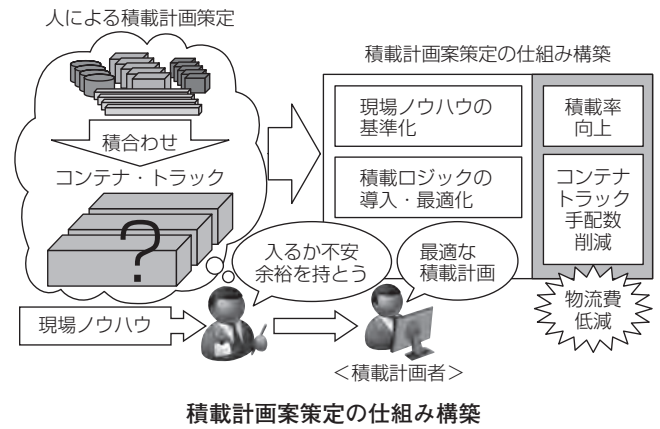 人による積載計画策定
積合わせ
コンテナ・トラック
?
現場ノウハウ
入るか不安
余裕を持とう
積載計画案策定の仕組み構築
現場ノウハウの
基準化
積載ロジックの
導入・最適化
積載率
向上
コンテナ
トラック
手配数
削減
最適な
積載計画
物流費
低減
<積載計画者>
積載計画案策定の仕組み構築